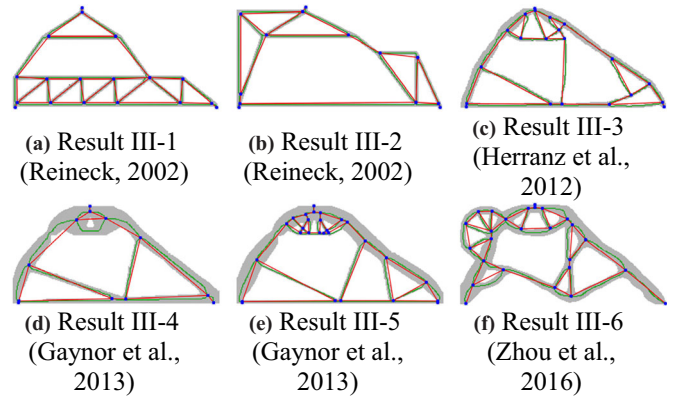 (a) Result III-1
(Reineck, 2002)
(b) Result III-2
(Reineck, 2002)
(c) Result III-3
(Herranz et al.,
2012)
(d) Result III-4
(Gaynor et al.,
2013)
(e) Result III-5
(Gaynor et al.,
2013)
(f) Result III-6
(Zhou et al.,
2016)